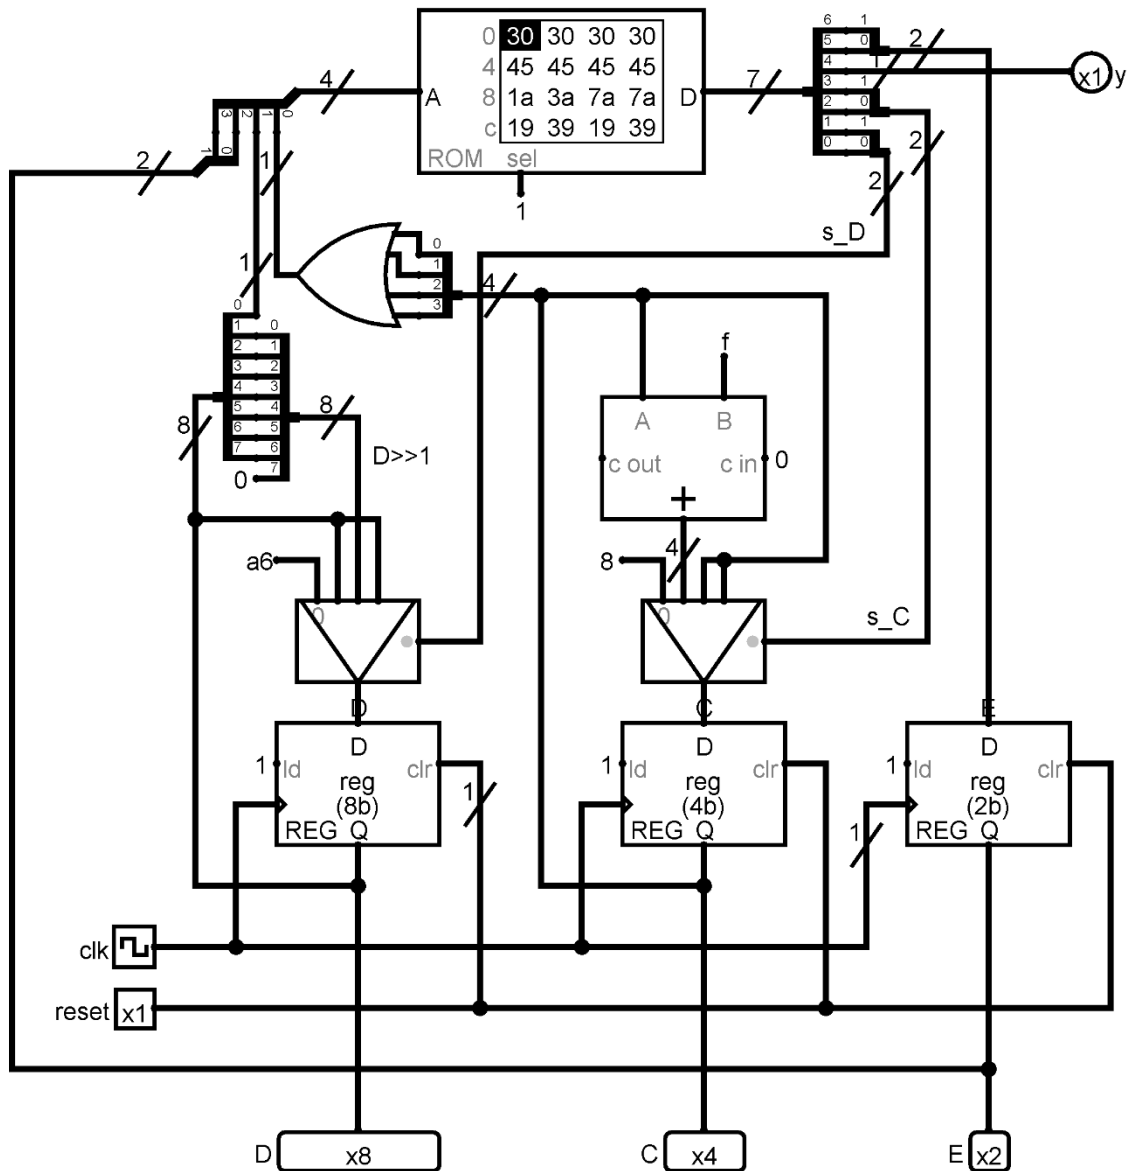 0 30 30 30 30
4 45 45 45 45
8 1a 3a 7a 7a
c 19 39 19 39
A
D
ROM sel
1
4
7
6 1
5 0
4
3 1
2 0
1 1
0 0
2
1
x1 y
2
2
s_D
3
2
1
0
1
0
2
1
1
0
1
2
3
4
0
1
2
3
4
5
6
7
0
1
2
3
4
5
6
7
0
8
8
D>>1
f
A B
c out c in 0
+
4
a6
8
0
0
s_C
D
D
1 ld clr
reg
(8b)
REG Q
1
C
D
1 ld clr
reg
(4b)
REG Q
E
D
1 ld clr
reg
(2b)
REG Q
1
clk
reset x1
D x8
C x4
E x2